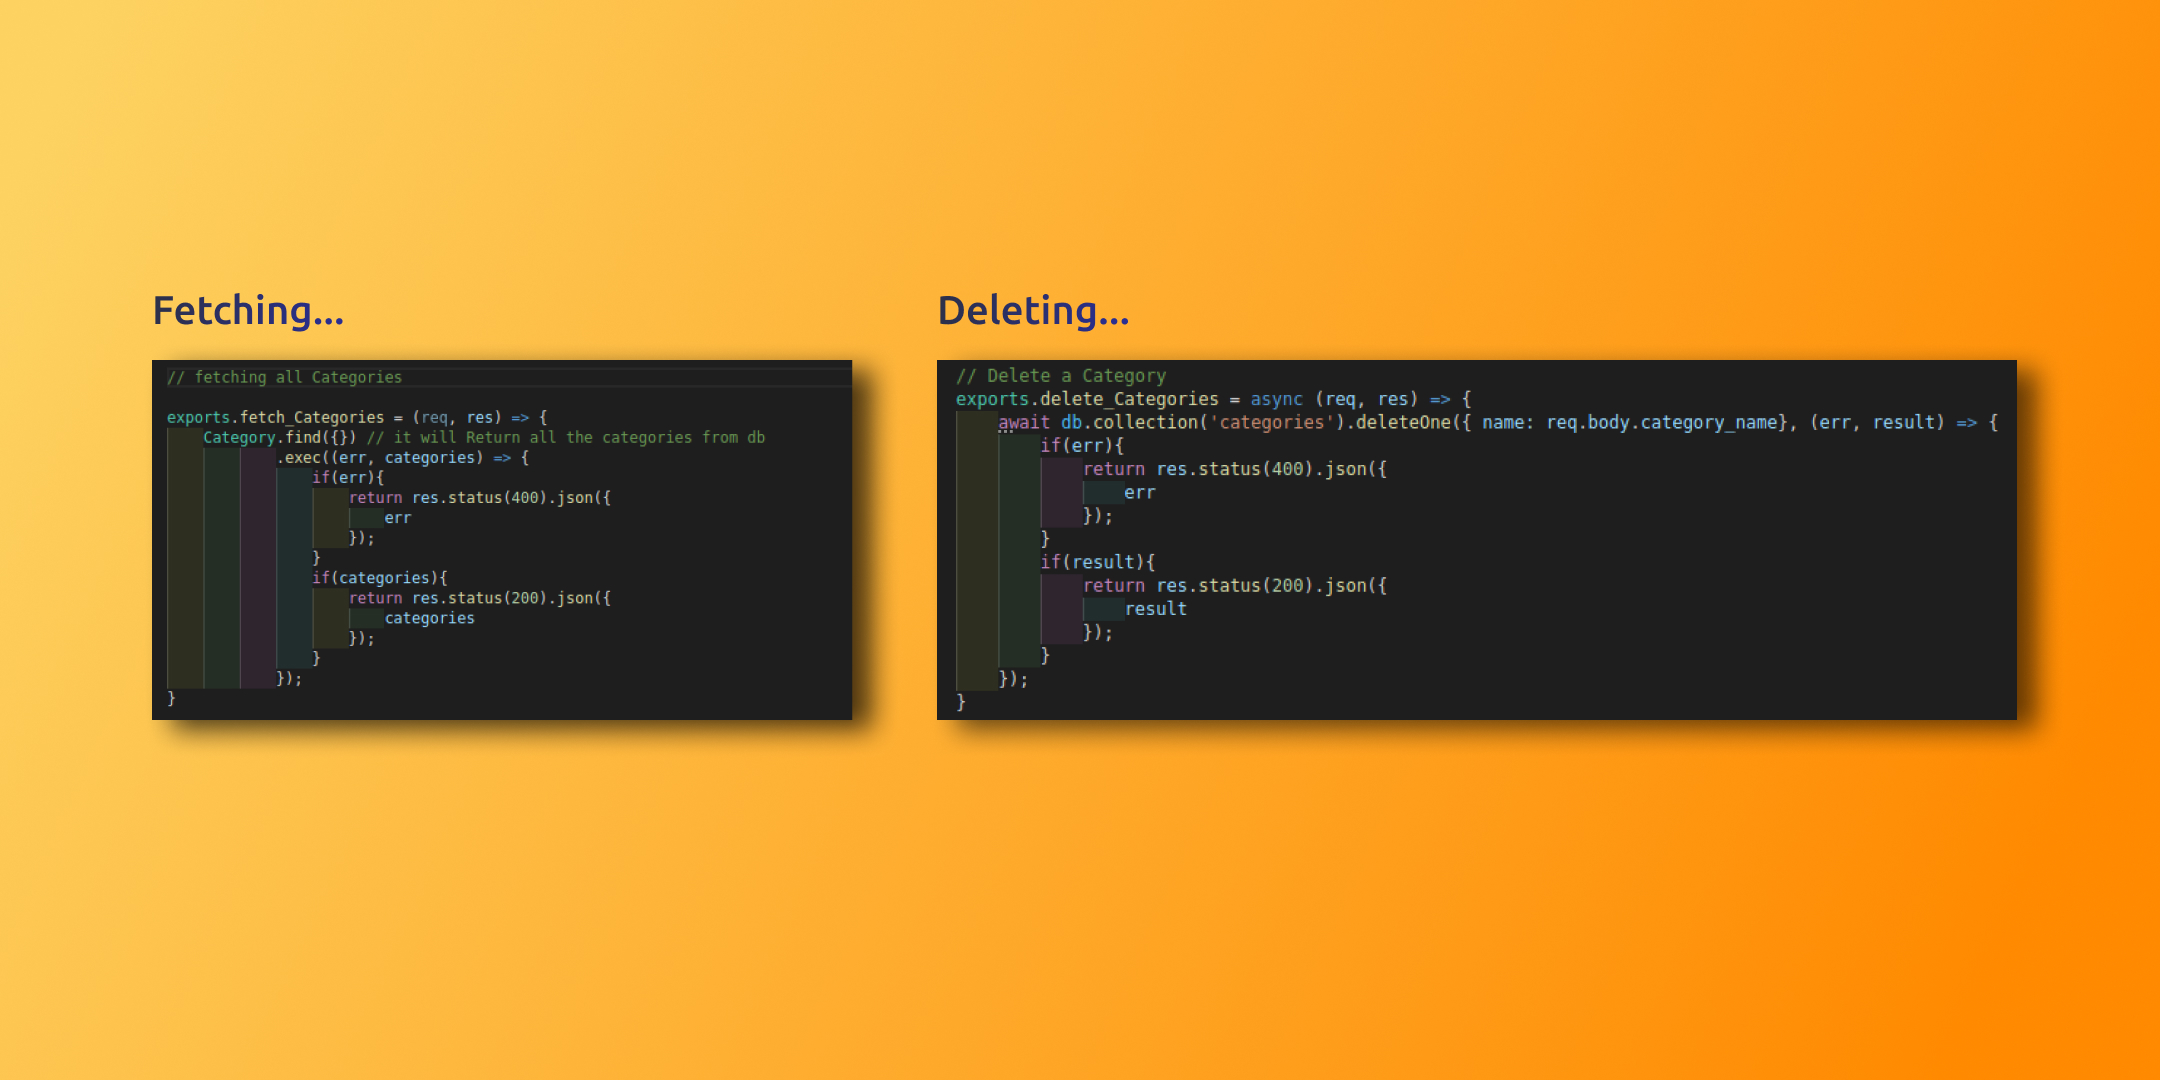 Fetching...
// fetching all Categories
exports.fetch_Categories = (req, res) => {
Category.find({}) // it will Return all the categories from db
.exec((err, categories) => {
if(err){
return res.status(400).json({
err
});
}
if(categories){
return res.status(200).json({
categories
});
}
});
}
Deleting...
// Delete a Category
exports.delete_Categories = async (req, res) => {
await db.collection('categories').deleteOne({ name: req.body.category_name}, (err, result) => {
if(err){
return res.status(400).json({
err
});
}
if(result){
return res.status(200).json({
result
});
}
});
}